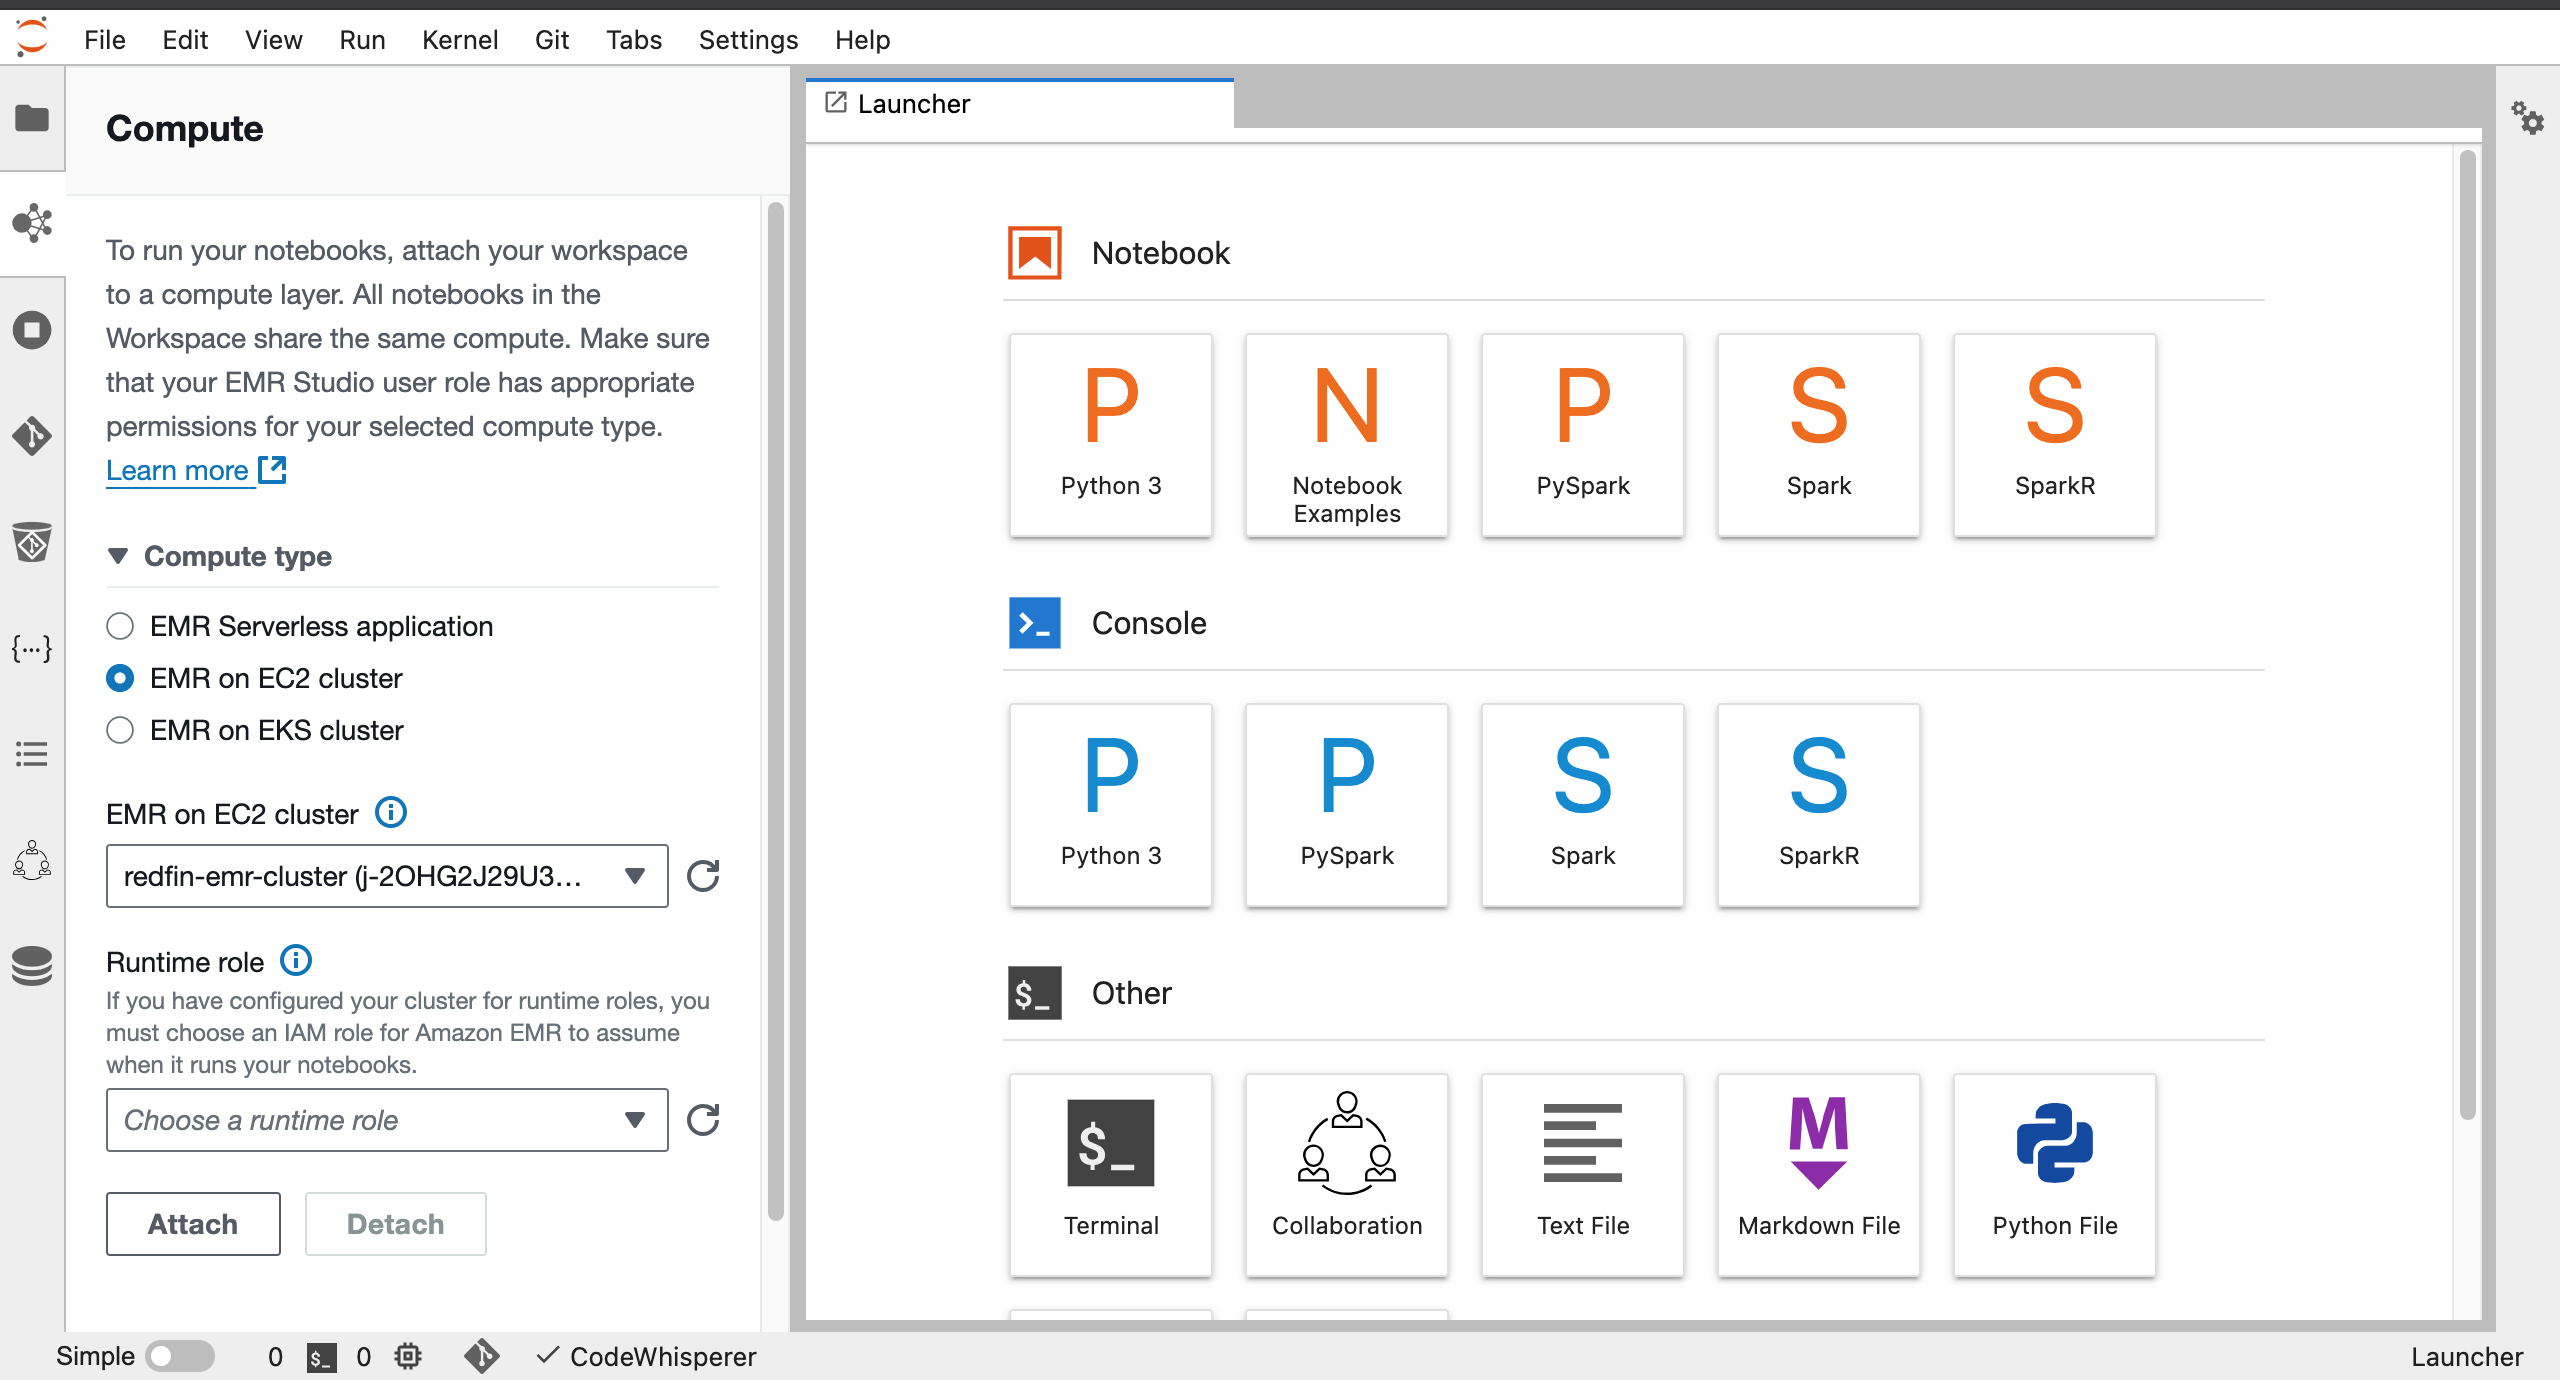 File Edit View Run Kernel Git Tabs Settings Help
Compute
To run your notebooks, attach your workspace
to a compute layer. All notebooks in the
Workspace share the same compute. Make sure
that your EMR Studio user role has appropriate
permissions for your selected compute type.
Learn more
Compute type
EMR Serverless application
EMR on EC2 cluster
EMR on EKS cluster
EMR on EC2 cluster
redfin-emr-cluster (j-2OHG2J29U3...
Runtime role
If you have configured your cluster for runtime roles, you
must choose an IAM role for Amazon EMR to assume
when it runs your notebooks.
Choose a runtime role
Attach Detach
Launcher
Notebook
P N P S S
Python 3 Notebook Examples PySpark Spark SparkR
Console
P P S S
Python 3 PySpark Spark SparkR
$_ Other
$_ M
Terminal Collaboration Text File Markdown File Python File
Simple 0 $_ 0 CodeWhisperer Launcher